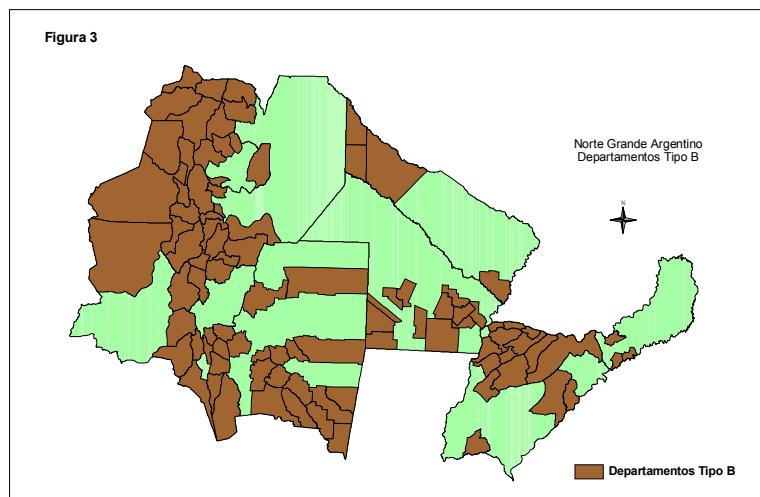 Figura 3
Norte Grande Argentino
Departamentos Tipo B
N
Departamentos Tipo B